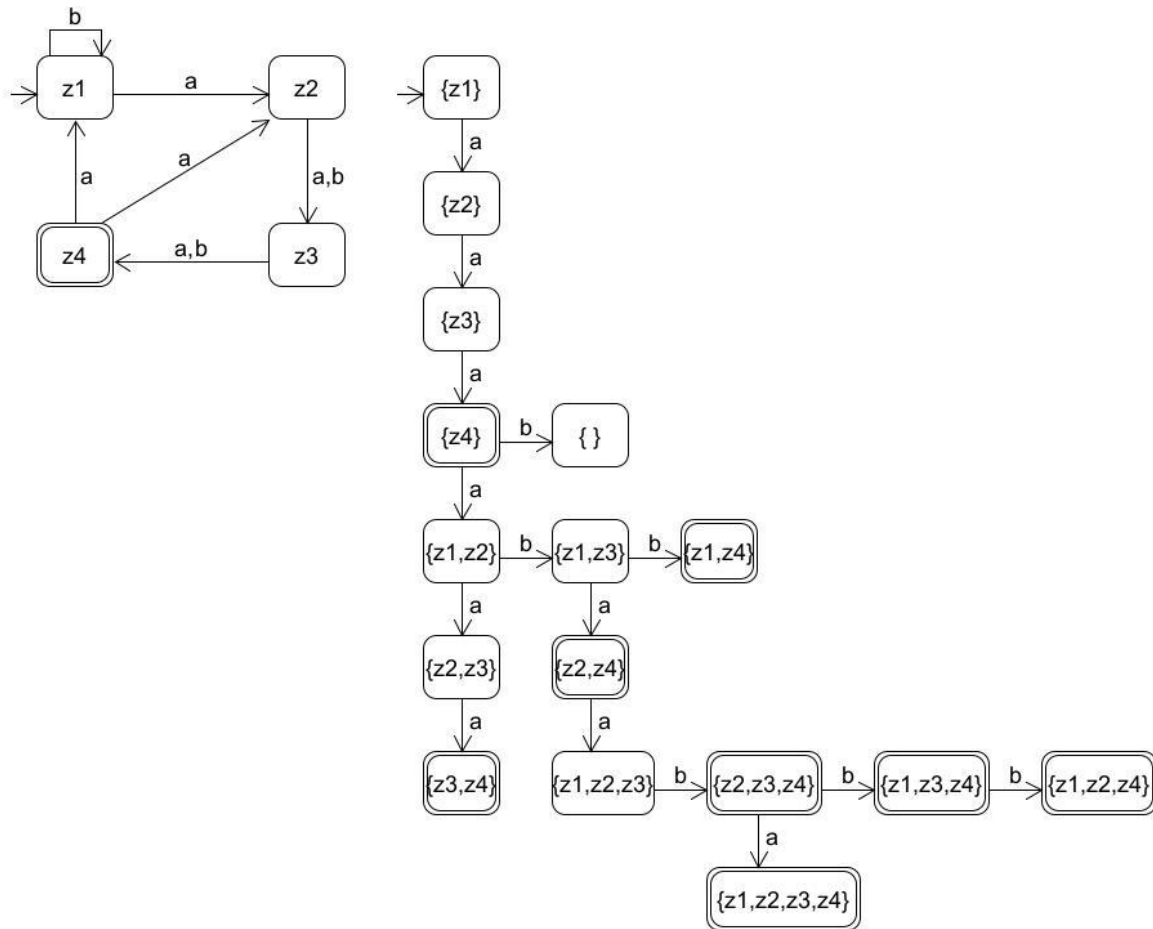 b
z1 a z2 {z1}
a
a {z2}
a a,b
a
z4 a,b z3 {z3}
a
{z4} b { }
a
{z1,z2} b {z1,z3} b {z1,z4}
a a
{z2,z3} {z2,z4}
a a
{z3,z4} {z1,z2,z3} b {z2,z3,z4} b {z1,z3,z4} b {z1,z2,z4}
a
{z1,z2,z3,z4}